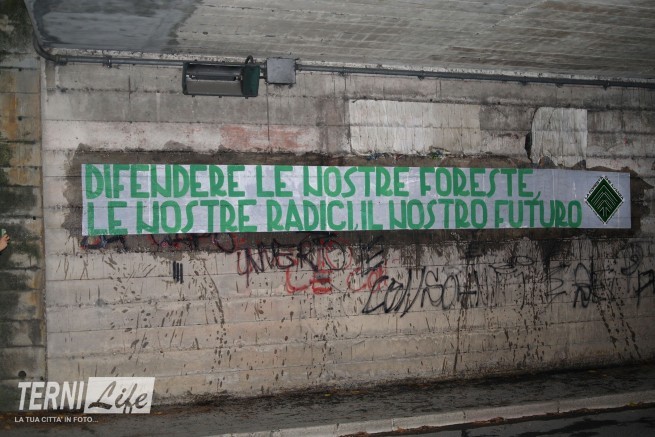 DIFENDERE LE NOSTRE FORESTE,
LE NOSTRE RADICI, IL NOSTRO FUTURO
TERNI Life
LA TUA CITTA' IN FOTO...